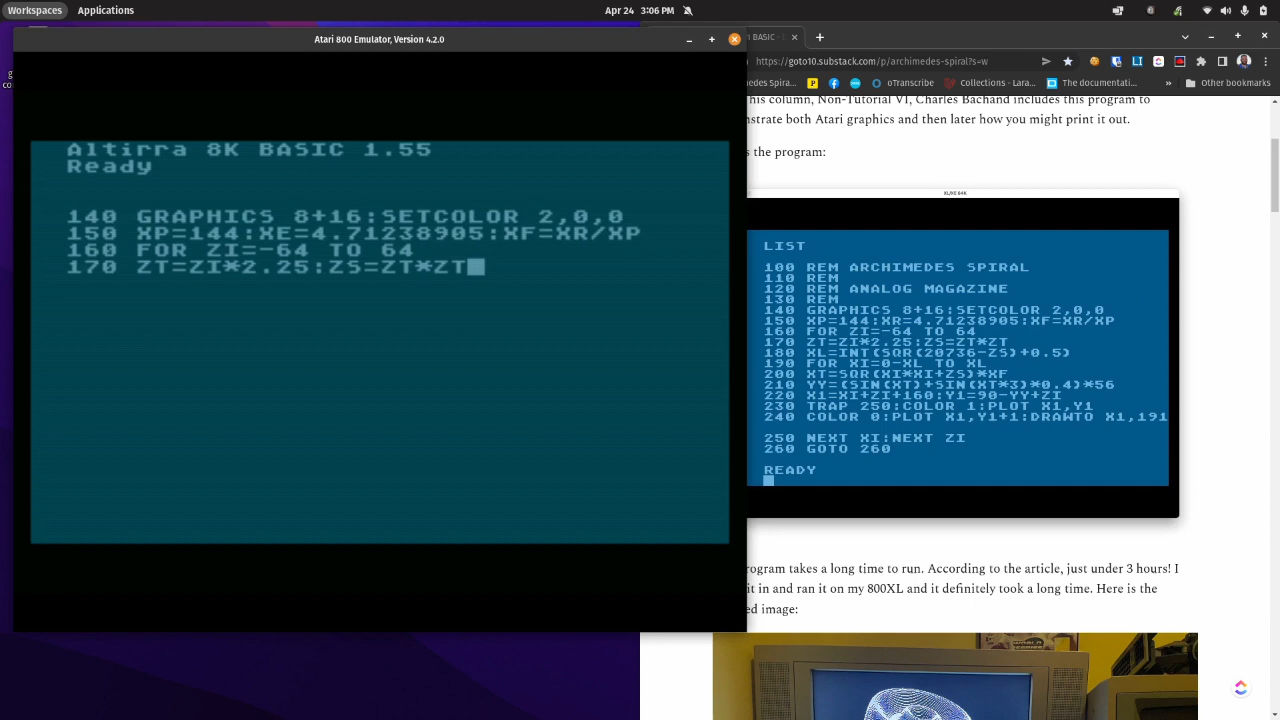 Workspaces
Applications
Apr 24 3:06 PM
Atari 800 Emulator, Version 4.2.0
BASIC -
https://goto10.substack.com/p/archimedes-spiral?s=w
medes Spira...
oTranscribe
Collections - Lara...
The documentati...
»
Other bookmarks
Altirra 8K BASIC 1.55
Ready
140 GRAPHICS 8+16:SETCOLOR 2,0,0
150 XP=144:XE=4.71238905:XF=XR/XP
160 FOR ZI=-64 TO 64
170 ZT=ZI*2.25:ZS=ZT*ZT
his column, Non-Tutorial VI, Charles Bachand includes this program to
nstrate both Atari graphics and then later how you might print it out.
s the program:
XL/XE 64K
LIST
100 REM ARCHIMEDES SPIRAL
110 REM
120 REM ANALOG MAGAZINE
130 REM
140 GRAPHICS 8+16:SETCOLOR 2,0,0
150 XP=144:XR=4.71238905:XF=XR/XP
160 FOR ZI=-64 TO 64
170 ZT=ZI*2.25:ZS=ZT*ZT
180 XL=INT(SQR(20736-ZS)+0.5)
190 FOR XI=0-XL TO XL
200 XT=SQR(XI*XI+ZS)*XF
210 YY=(SIN(XT)+SIN(XT*3)*0.4)*56
220 X1=XI+ZI+160:Y1=90-YY+ZI
230 TRAP 250:COLOR 1:PLOT X1,Y1
240 COLOR 0:PLOT X1,Y1+1:DRAWTO X1,191
250 NEXT XI:NEXT ZI
260 GOTO 260
READY
rogram takes a long time to run. According to the article, just under 3 hours! I
it in and ran it on my 800XL and it definitely took a long time. Here is the
ed image: